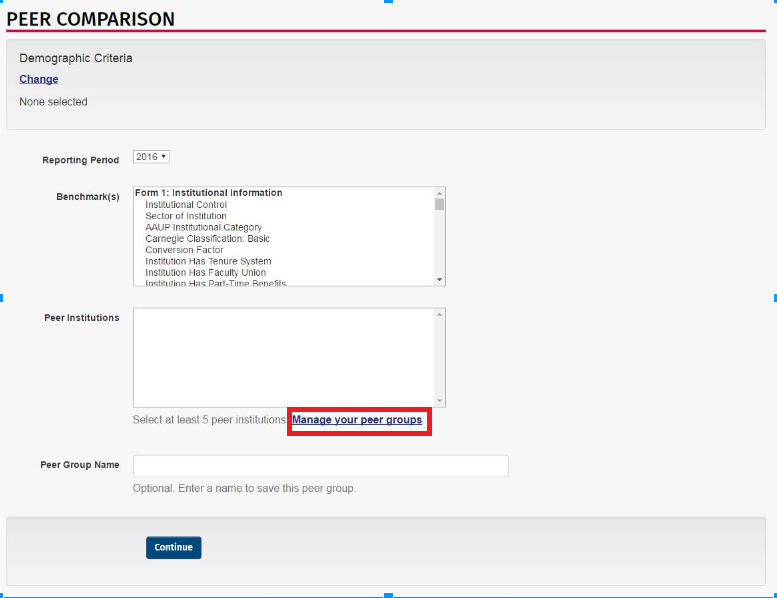 PEER COMPARISON
Demographic Criteria
Change
None selected
Reporting Period
2016
Benchmark(s)
Form 1: Institutional Information
Institutional Control
Sector of Institution
AAUP Institutional Category
Carnegie Classification: Basic
Conversion Factor
Institution Has Tenure System
Institution Has Faculty Union
Institution Has Part-Time Benefits
Peer Institutions
Select at least 5 peer institutions Manage your peer groups
Peer Group Name
Optional. Enter a name to save this peer group.
Continue